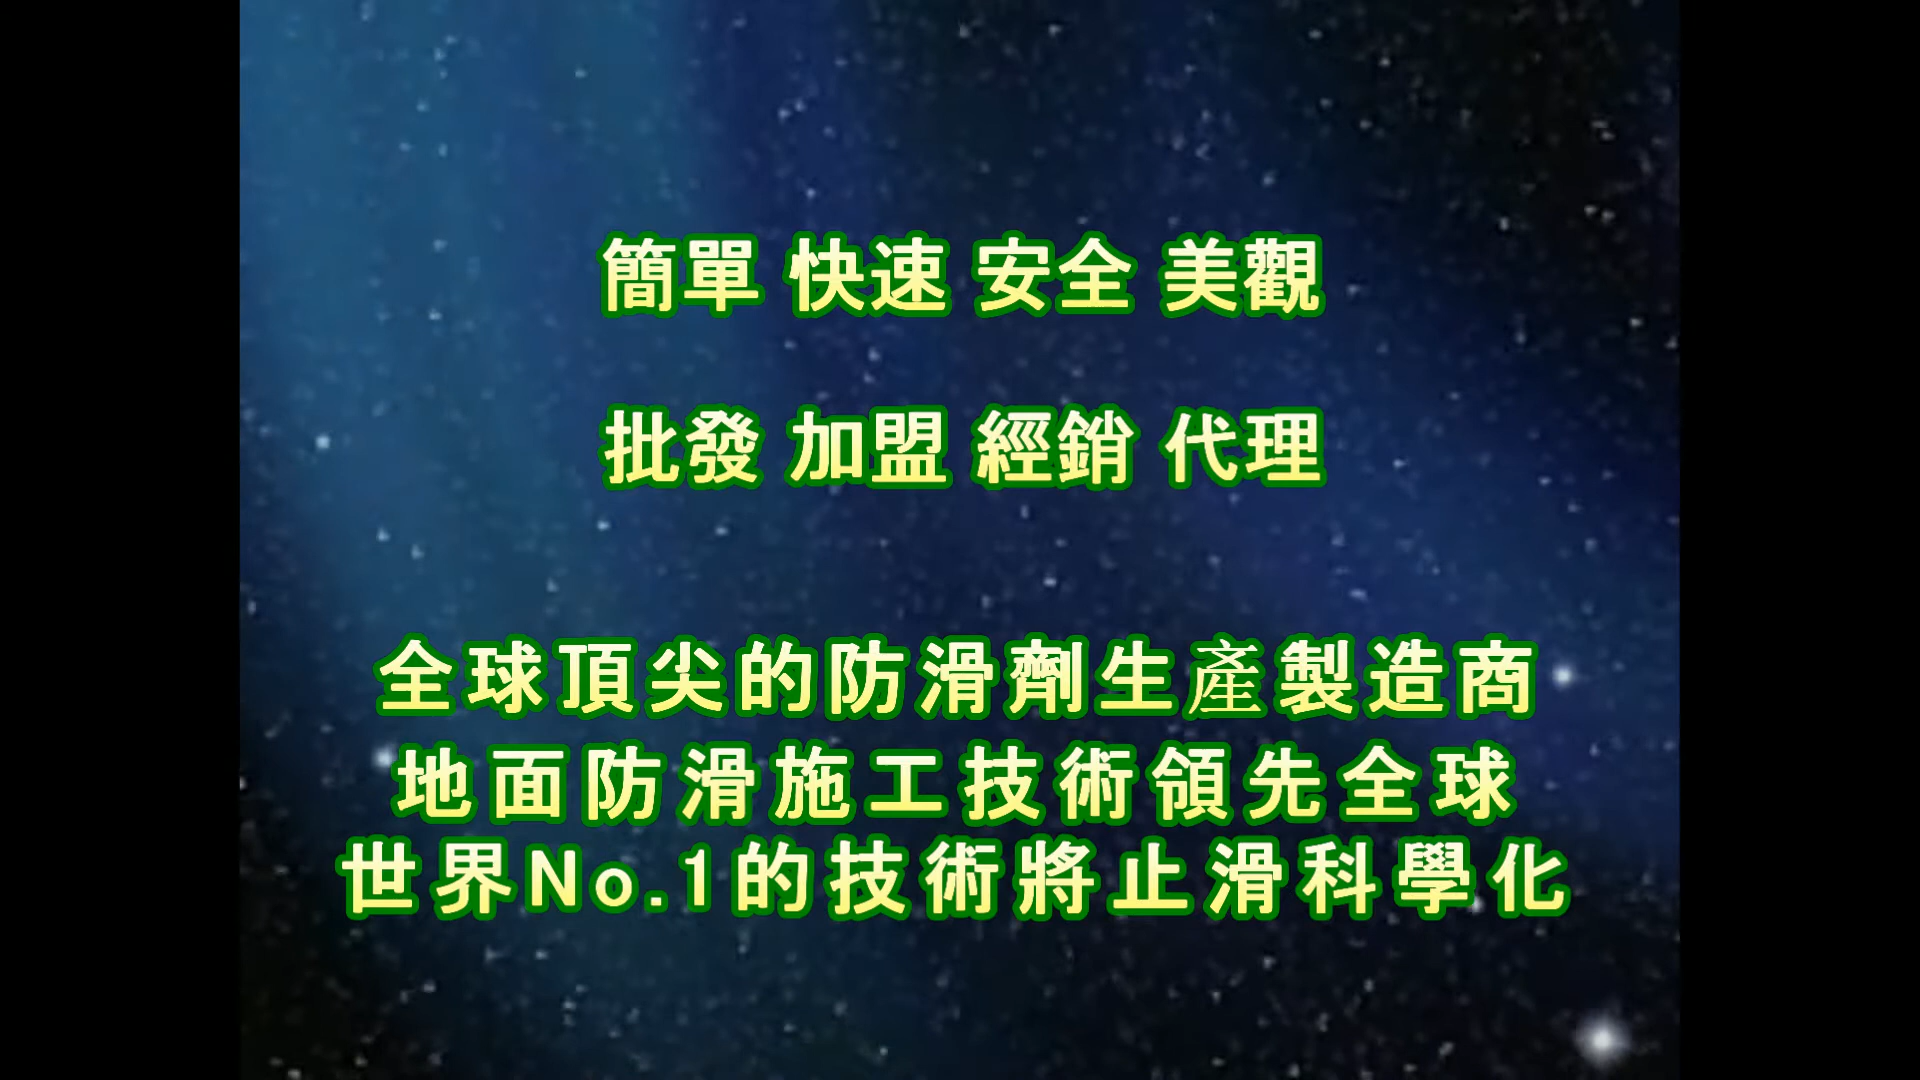 簡單 快速 安全 美觀
批發 加盟 經銷 代理
全球頂尖的防滑劑生產製造商
地面防滑施工技術領先全球
世界No.1的技術將止滑科學化